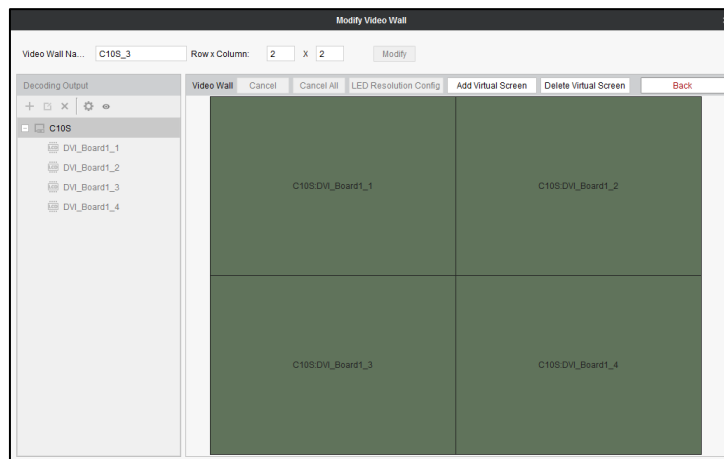 Modify Video Wall
Video Wall Na... C10S_3 Row x Column: 2 X 2 Modify
Decoding Output
Video Wall Cancel Cancel All LED Resolution Config Add Virtual Screen Delete Virtual Screen Back
C10S
DVI_Board1_1
DVI_Board1_2
DVI_Board1_3
DVI_Board1_4
C10S:DVI_Board1_1 C10S:DVI_Board1_2
C10S:DVI_Board1_3 C10S:DVI_Board1_4